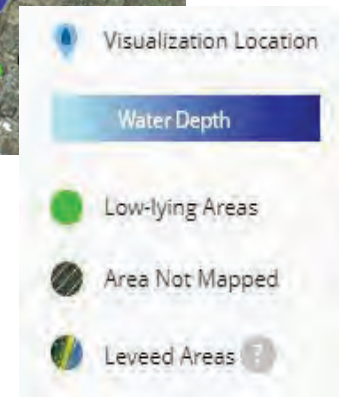 Visualization Location
Water Depth
Low-lying Areas
Area Not Mapped
Leveed Areas ?